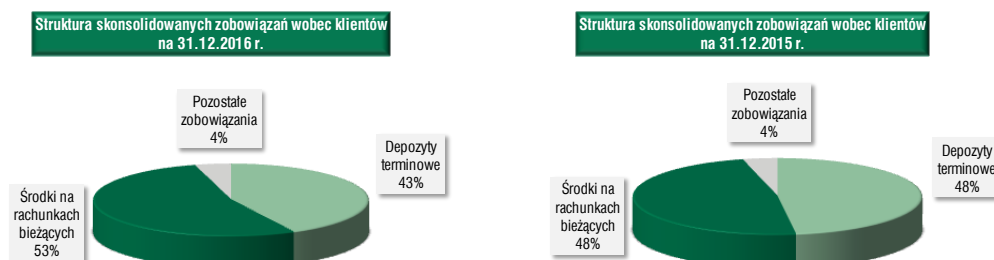 Struktura skonsolidowanych zobowiązań wobec klientów
na 31.12.2016 r.
Pozostałe
zobowiązania
4%
Depozyty
terminowe
43%
Środki na
rachunkach
bieżących
53%
Struktura skonsolidowanych zobowiązań wobec klientów
na 31.12.2015 r.
Pozostałe
zobowiązania
4%
Depozyty
terminowe
48%
Środki na
rachunkach
bieżących
48%